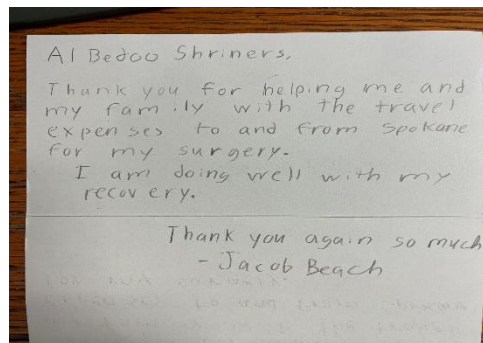 Al Bedoo Shriners,
Thank you for helping me and
my family with the travel
expenses to and from Spokane
for my surgery.
I am doing well with my
recovery.
Thank you again so much
- Jacob Beach